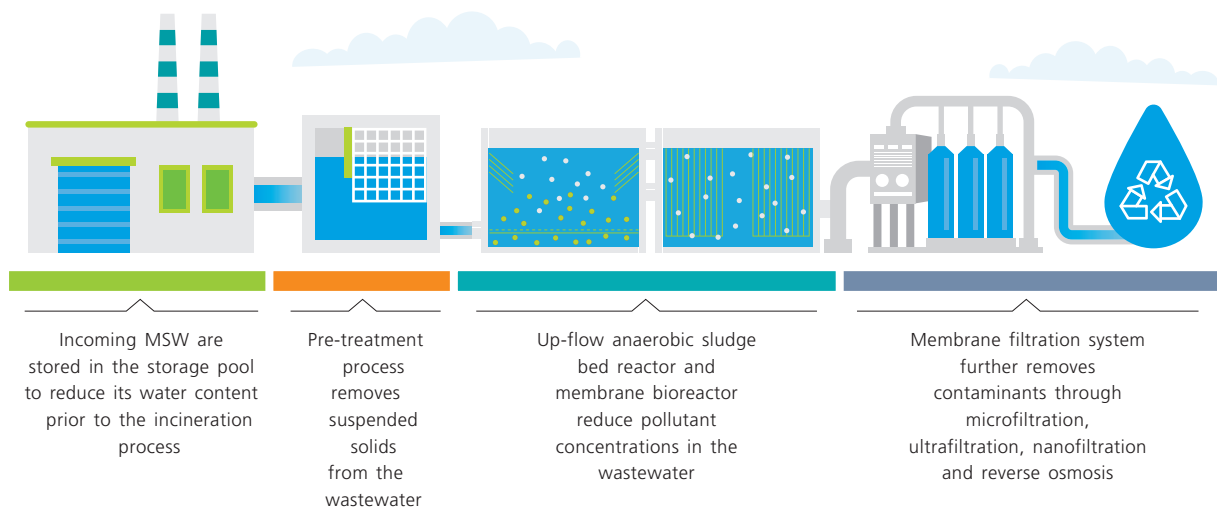 Incoming MSW are
stored in the storage pool
to reduce its water content
prior to the incineration
process
Pre-treatment
process
removes
suspended
solids
from the
wastewater
Up-flow anaerobic sludge
bed reactor and
membrane bioreactor
reduce pollutant
concentrations in the
wastewater
Membrane filtration system
further removes
contaminants through
microfiltration,
ultrafiltration, nanofiltration
and reverse osmosis